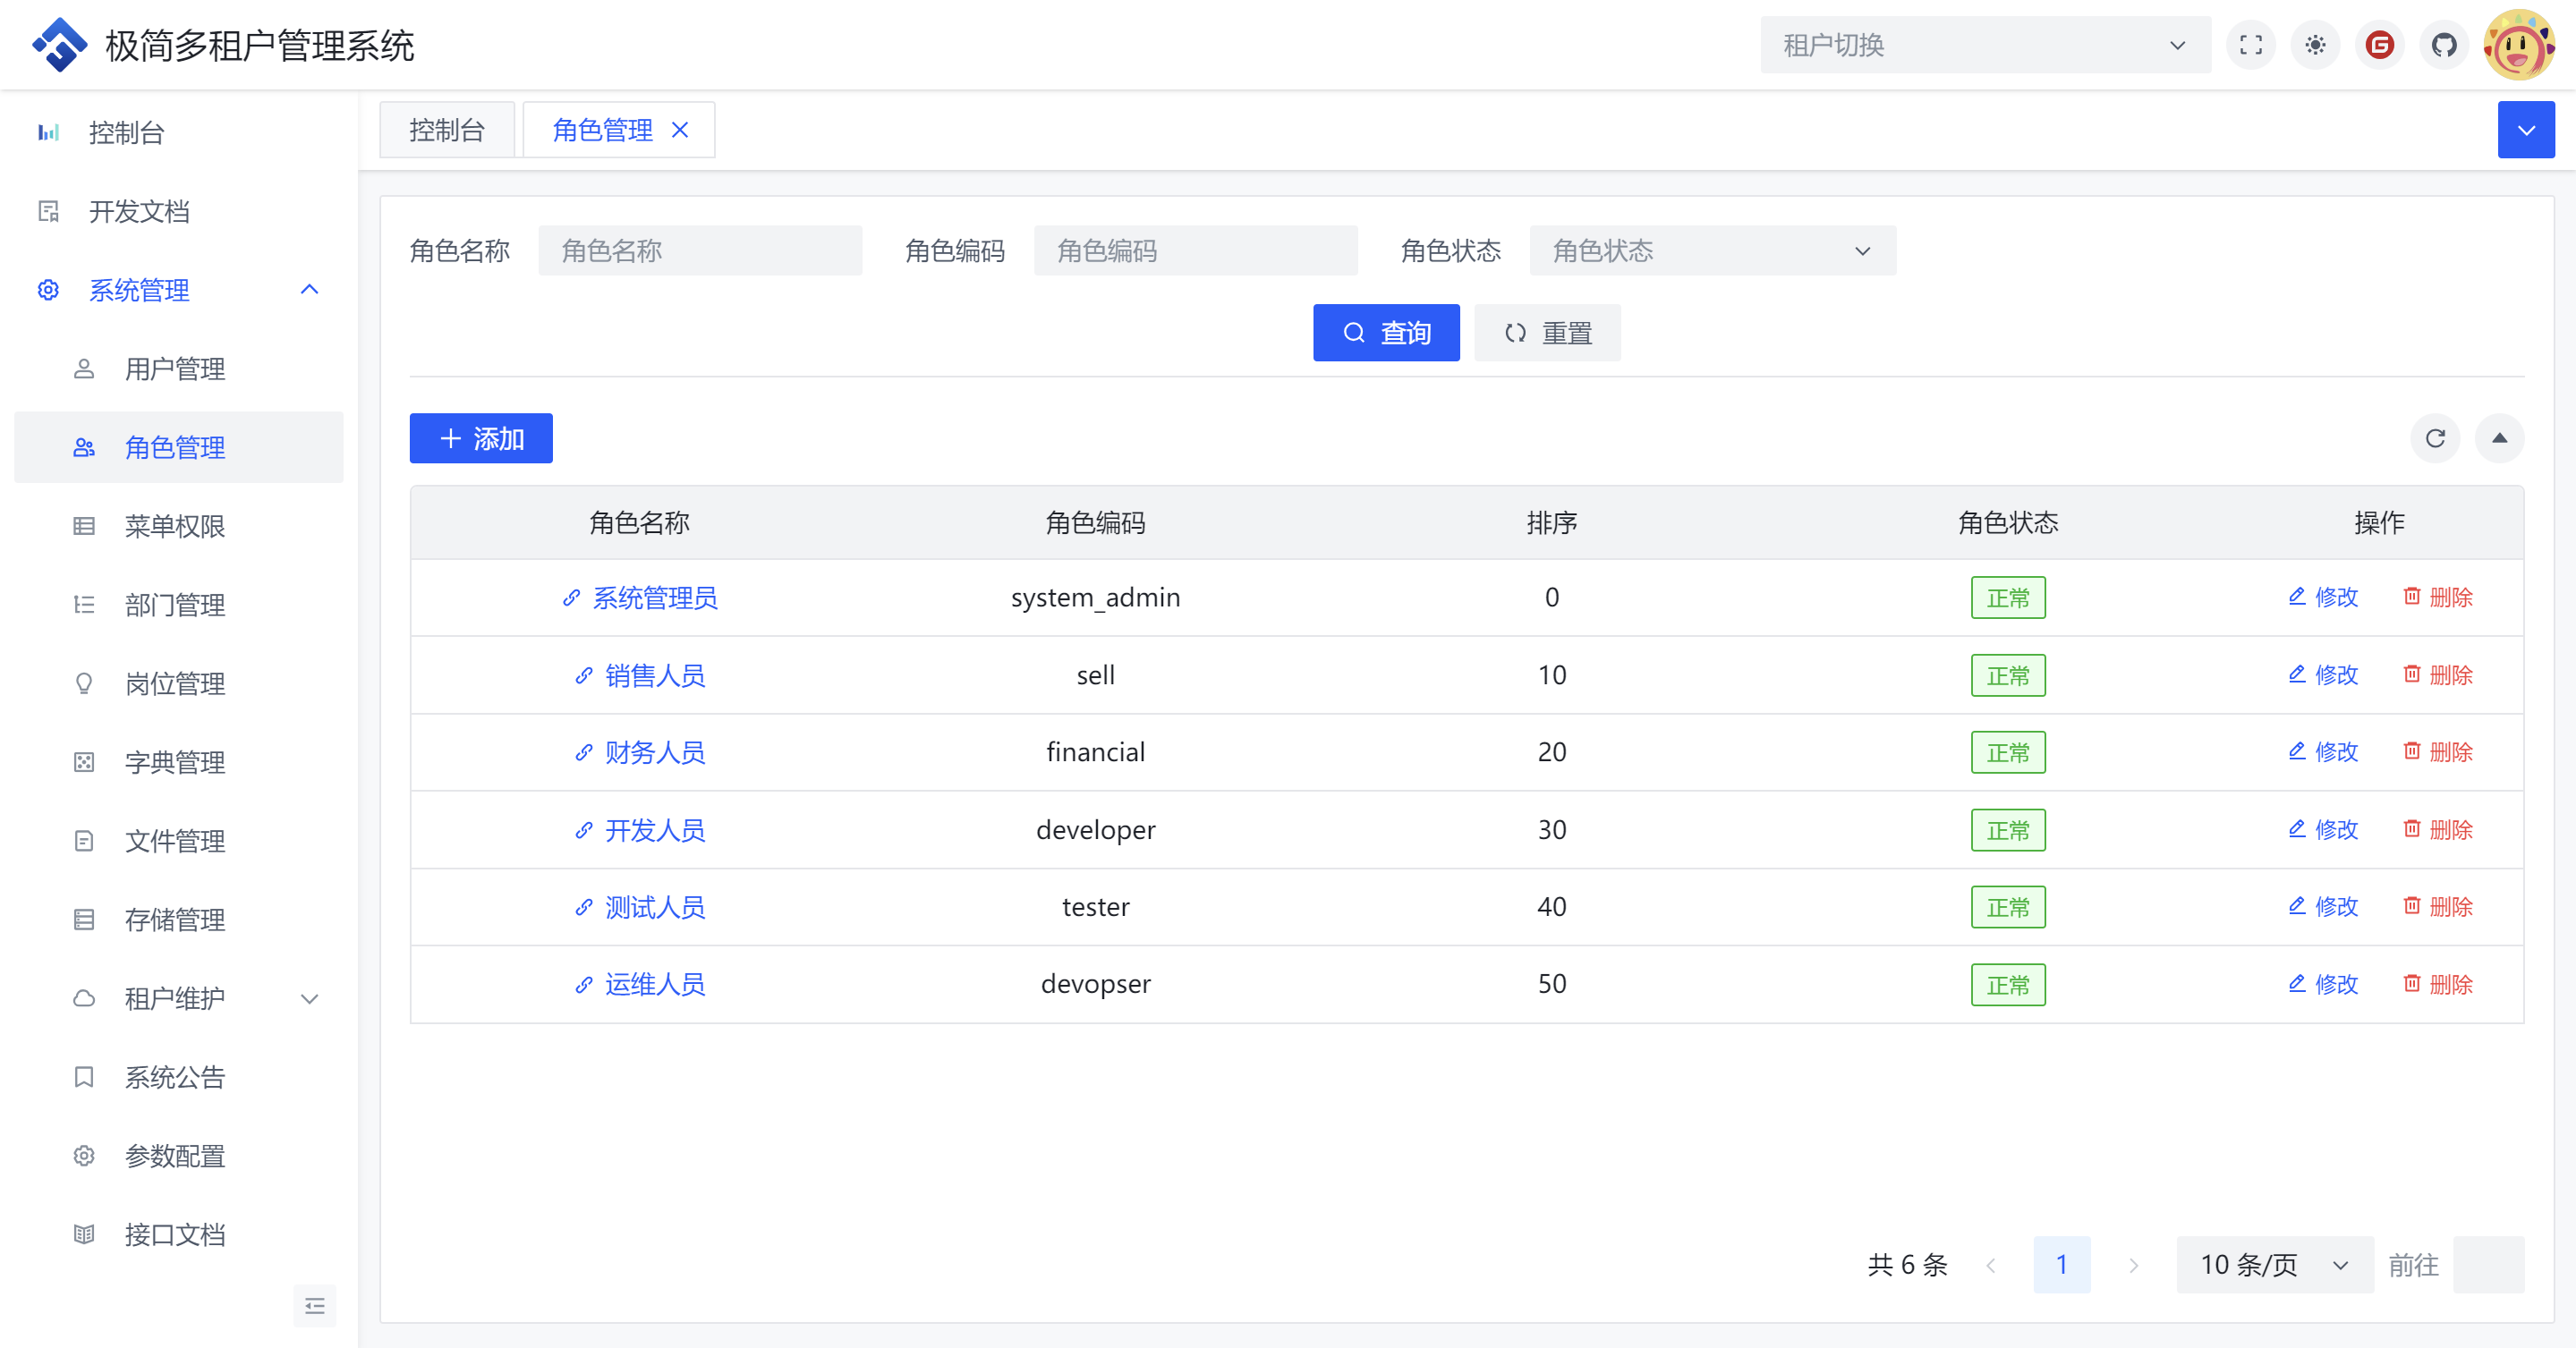 极简多租户管理系统
租户切换
控制台
开发文档
系统管理
用户管理
角色管理
菜单权限
部门管理
岗位管理
字典管理
文件管理
存储管理
租户维护
系统公告
参数配置
接口文档
控制台 角色管理
角色名称 角色名称 角色编码 角色编码 角色状态 角色状态
查询 重置
添加
角色名称 角色编码 排序 角色状态 操作
系统管理员 system_admin 0 正常 修改 删除
销售人员 sell 10 正常 修改 删除
财务人员 financial 20 正常 修改 删除
开发人员 developer 30 正常 修改 删除
测试人员 tester 40 正常 修改 删除
运维人员 devopser 50 正常 修改 删除
共 6 条 1 10 条/页 前往